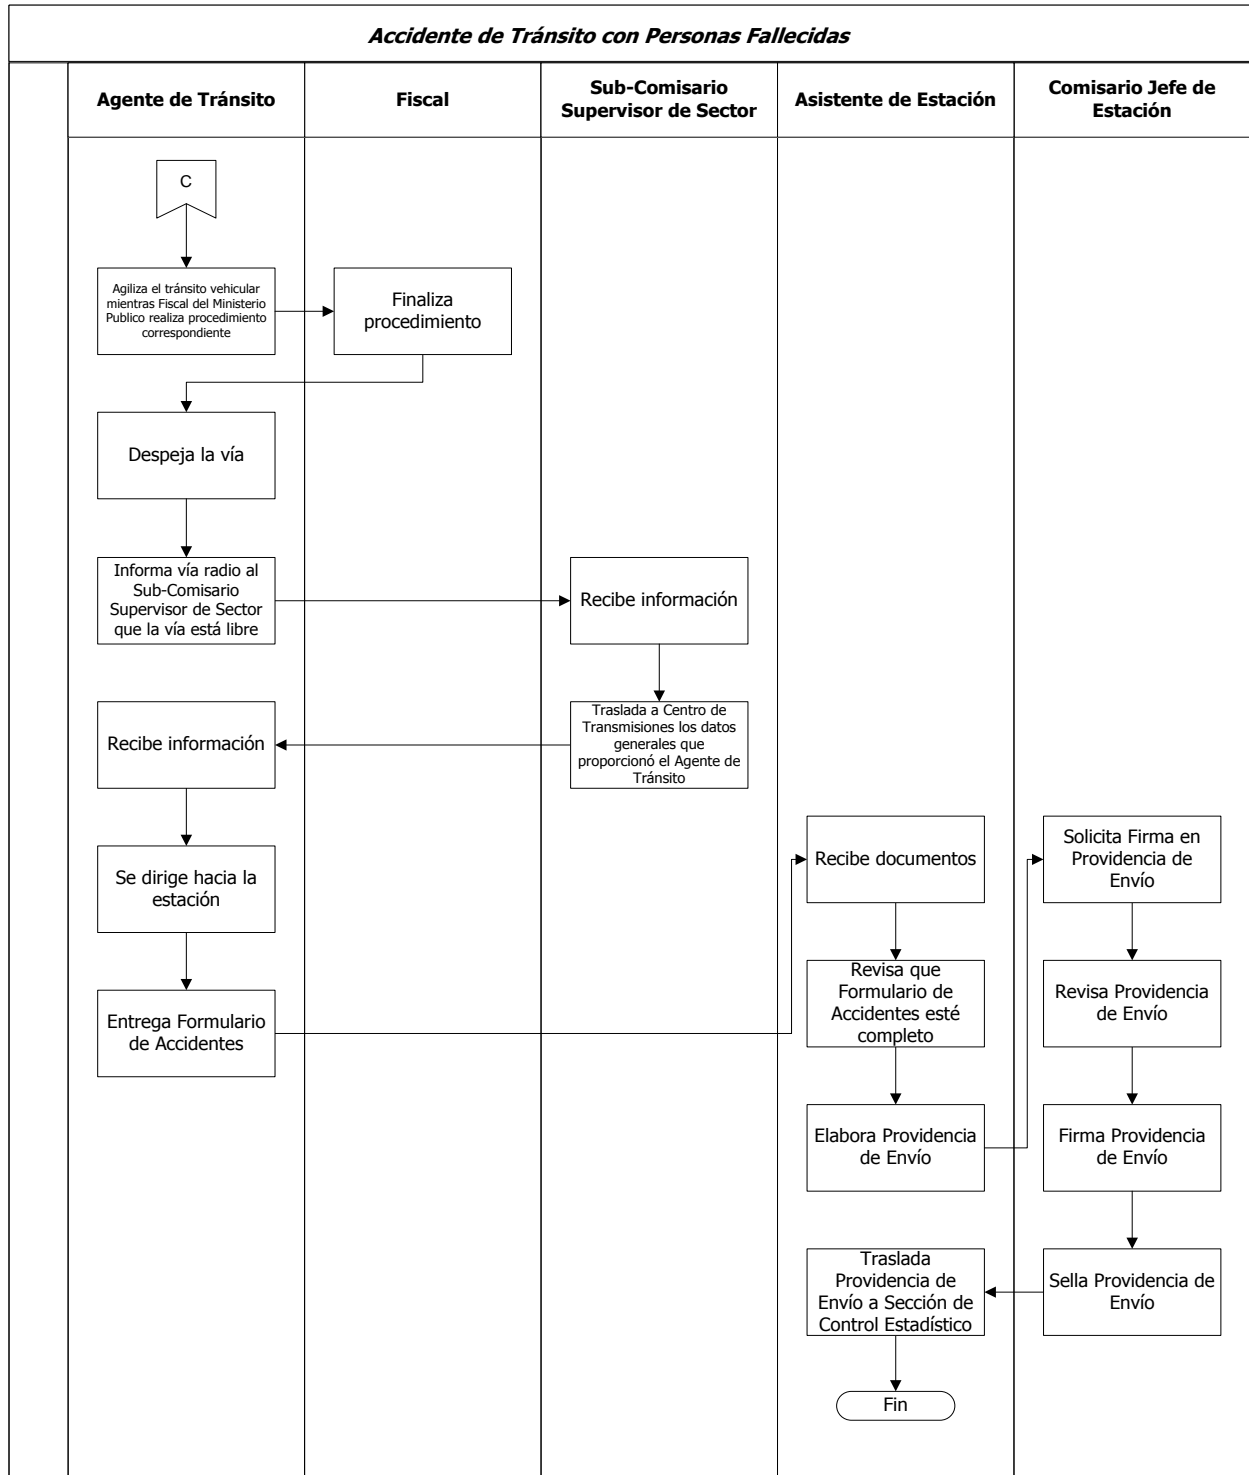 Accidente de Tránsito con Personas Fallecidas
Agente de Tránsito
Fiscal
Sub-Comisario
Supervisor de Sector
Asistente de Estación
Comisario Jefe de
Estación
C
Agiliza el tránsito vehicular
mientras Fiscal del Ministerio
Publico realiza procedimiento
correspondiente
Finaliza
procedimiento
Despeja la vía
Informa vía radio al
Sub-Comisario
Supervisor de Sector
que la vía está libre
Recibe información
Traslada a Centro de
Transmisiones los datos
generales que
proporcionó el Agente de
Tránsito
Recibe información
Se dirige hacia la
estación
Entrega Formulario
de Accidentes
Recibe documentos
Revisa que
Formulario de
Accidentes esté
completo
Elabora Providencia
de Envío
Solicita Firma en
Providencia de
Envío
Revisa Providencia
de Envío
Firma Providencia
de Envío
Sella Providencia de
Envío
Traslada
Providencia de
Envío a Sección de
Control Estadístico
Fin